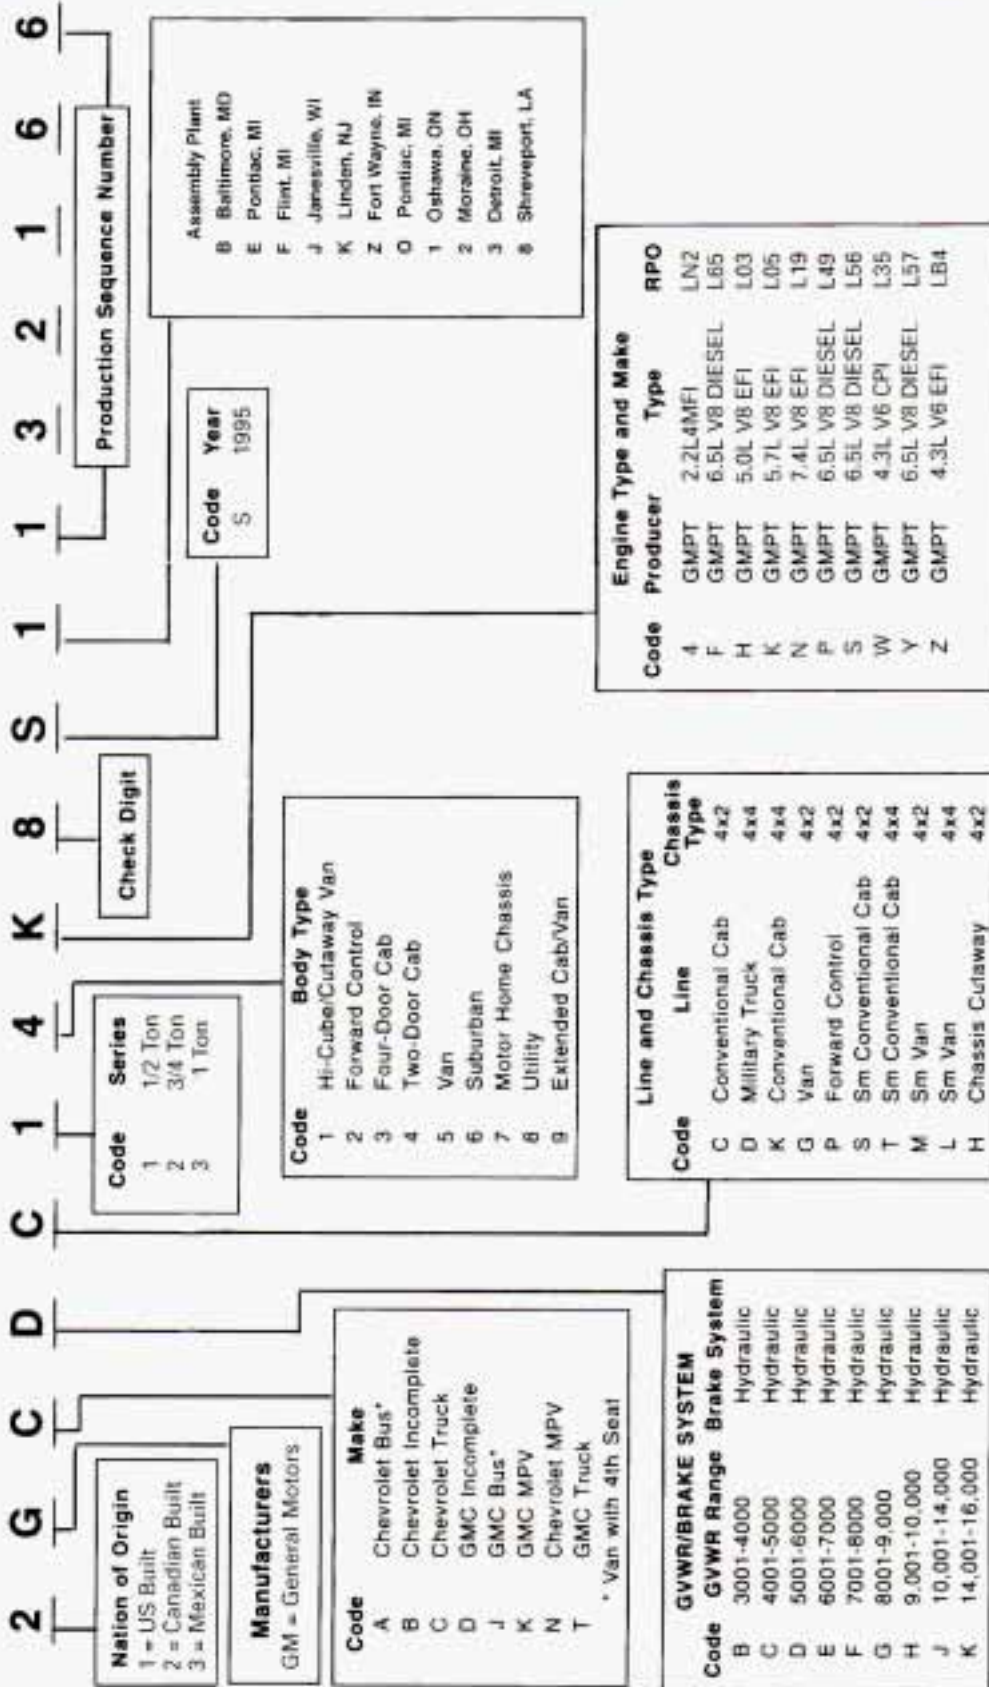 2 G C D C 1 4 K 8 S 1 1 3 2 1 6 6
Nation of Origin
1 = US Built
2 = Canadian Built
3 = Mexican Built
Manufacturers
GM = General Motors
Code Make
A Chevrolet Bus*
B Chevrolet Incomplete
C Chevrolet Truck
D GMC Incomplete
J GMC Bus*
K GMC MPV
N Chevrolet MPV
T GMC Truck
* Van with 4th Seat
GVWR/BRAKE SYSTEM
Code GVWR Range Brake System
B 3001-4000 Hydraulic
C 4001-5000 Hydraulic
D 5001-6000 Hydraulic
E 6001-7000 Hydraulic
F 7001-8000 Hydraulic
G 8001-9,000 Hydraulic
H 9.001-10,000 Hydraulic
J 10,001-14,000 Hydraulic
K 14,001-16,000 Hydraulic
Code Series
1 1/2 Ton
2 3/4 Ton
3 1 Ton
Check Digit
Code Body Type
1 Hi-Cube/Cutaway Van
2 Forward Control
3 Four-Door Cab
4 Two-Door Cab
5 Van
6 Suburban
7 Motor Home Chassis
8 Utility
9 Extended Cab/Van
Line and Chassis Type
Code Line Chassis Type
C Conventional Cab 4x2
D Military Truck 4x4
K Conventional Cab 4x4
G Van 4x2
P Forward Control 4x2
S Sm Conventional Cab 4x2
T Sm Conventional Cab 4x4
M Sm Van 4x2
L Sm Van 4x4
H Chassis Cutaway 4x2
Code Year
S 1995
Production Sequence Number
Assembly Plant
B Baltimore, MD
E Pontiac, MI
F Flint, MI
J Janesville, WI
K Linden, NJ
Z Fort Wayne, IN
O Pontiac, MI
1 Oshawa, ON
2 Moraine, OH
3 Detroit, MI
8 Shreveport, LA
Engine Type and Make
Code Producer Type RPO
4 GMPT 2.2L4MFI LN2
F GMPT 6.5L V8 DIESEL L65
H GMPT 5.0L V8 EFI L03
K GMPT 5.7L V8 EFI L05
N GMPT 7.4L V8 EFI L19
P GMPT 6.5L V8 DIESEL L49
S GMPT 6.5L V8 DIESEL L56
W GMPT 4.3L V6 CPI L35
Y GMPT 6.5L V8 DIESEL L57
Z GMPT 4.3L V6 EFI LB4